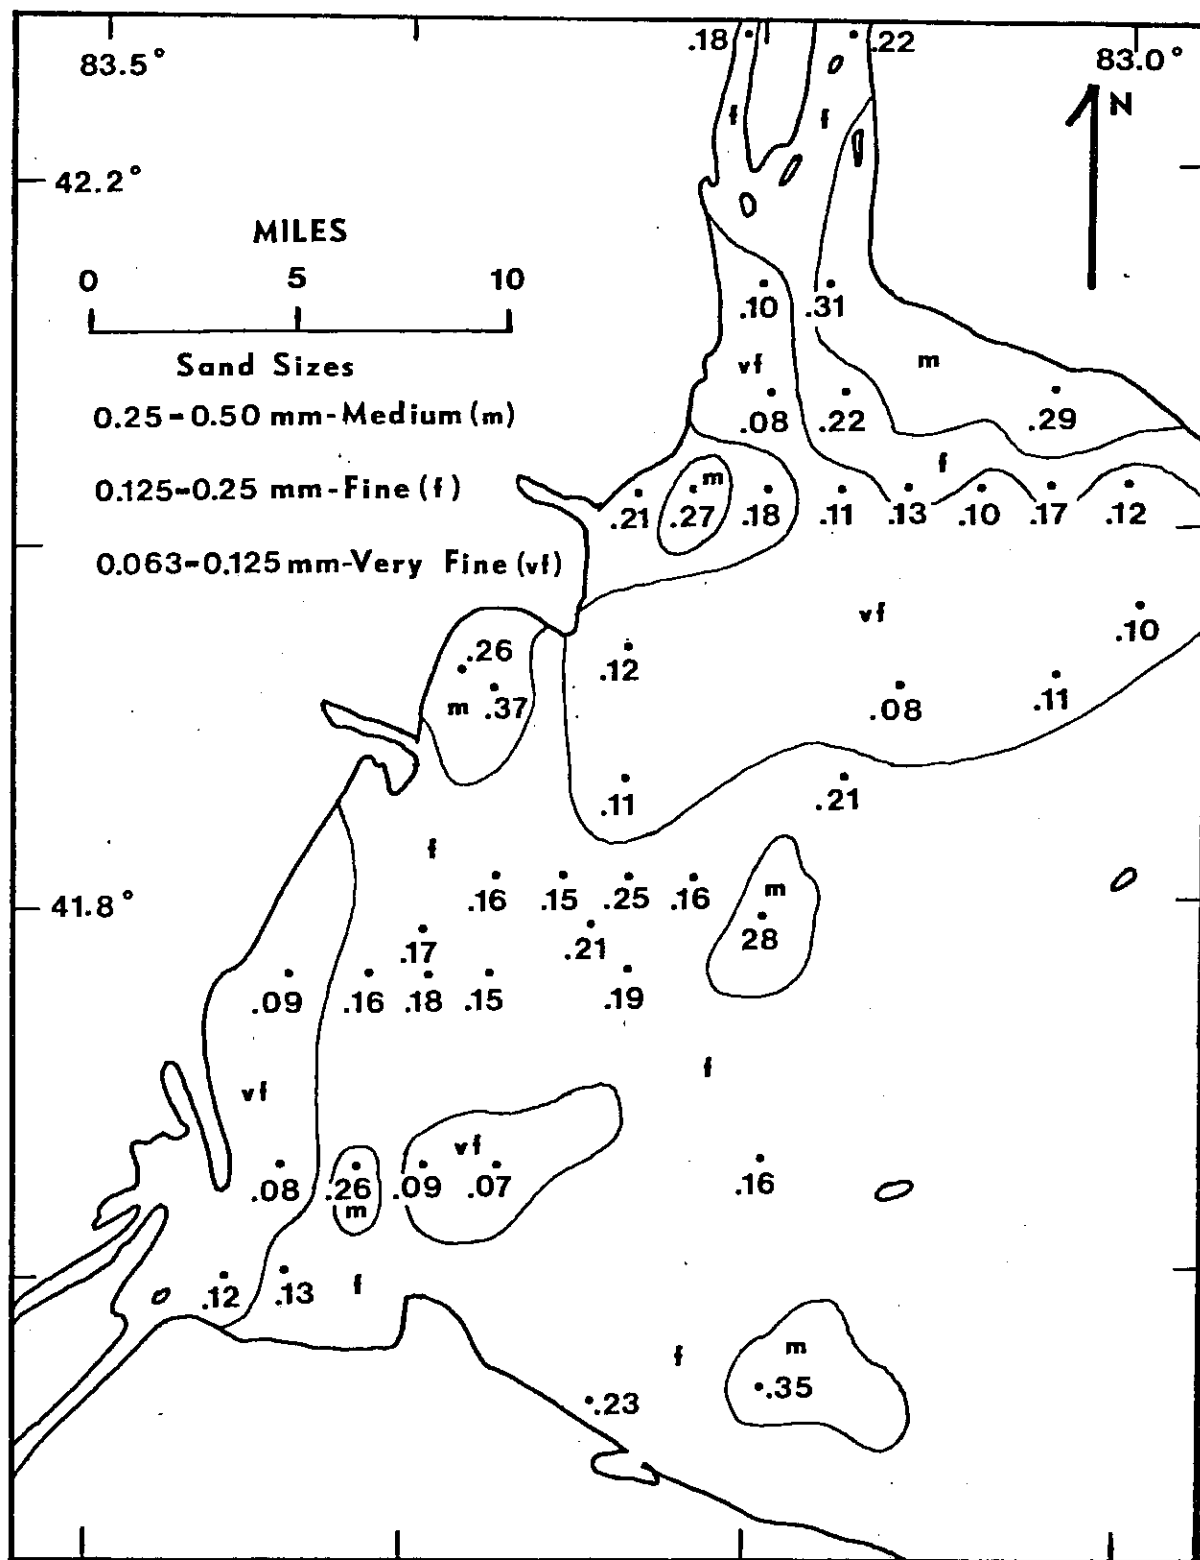 .18 .22
83.5° 83.0°
N
f f
42.2°
MILES
0 5 10
.10 .31
Sand Sizes
vf m
0.25-0.50 mm-Medium (m)
.08 .22 .29
f
m
0.125-0.25 mm-Fine (f)
.21 .27 .18 .11 .13 .10 .17 .12
0.063-0.125 mm-Very Fine (vf)
vf
.10
.26
.12
m .37
.08 .11
.11 .21
f
m
.16 .15 .25 .16
41.8°
.17 .21 28
.09 .16 .18 .15 .19
f
vf
vf
.08 .26 .09 .07 .16
m
.12 .13 f
f m
.35
.23